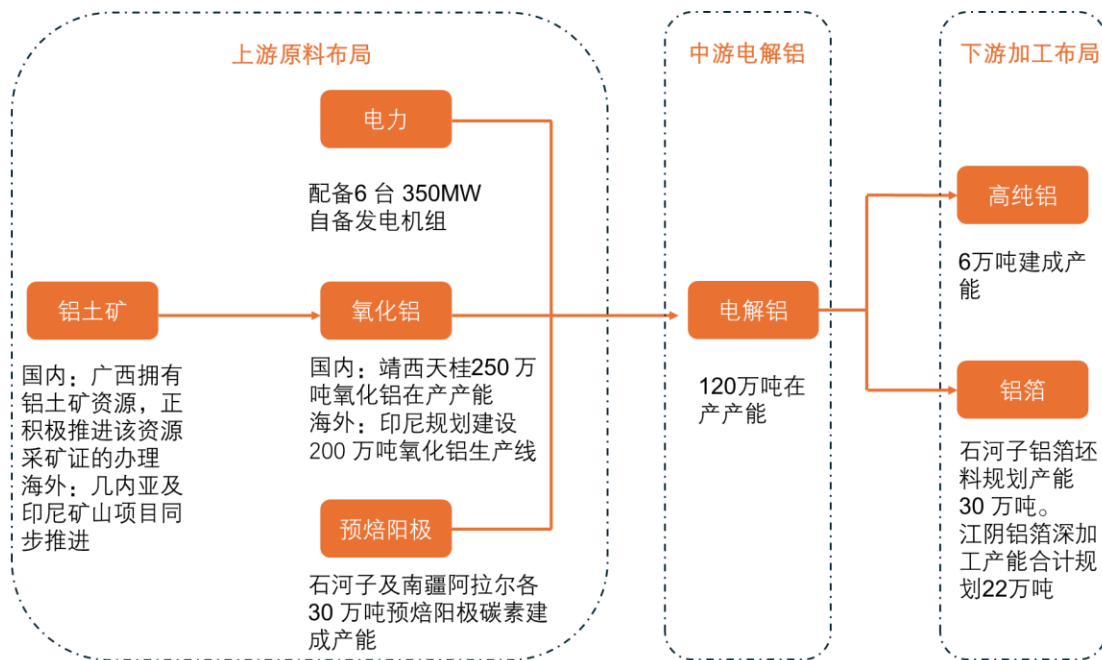 上游原料布局
电力
配备6 台 350MW
自备发电机组
铝土矿
国内：广西拥有
铝土矿资源，正
积极推进该资源
采矿证的办理
海外：几内亚及
印尼矿山项目同
步推进
氧化铝
国内：靖西天桂250 万
吨氧化铝在产产能
海外：印尼规划建设
200 万吨氧化铝生产线
预焙阳极
石河子及南疆阿拉尔各
30 万吨预焙阳极碳素建
成产能
中游电解铝
电解铝
120万吨在
产产能
下游加工布局
高纯铝
6万吨建成产
能
铝箔
石河子铝箔坯
料规划产能
30 万吨。
江阴铝箔深加
工产能合计规
划22万吨